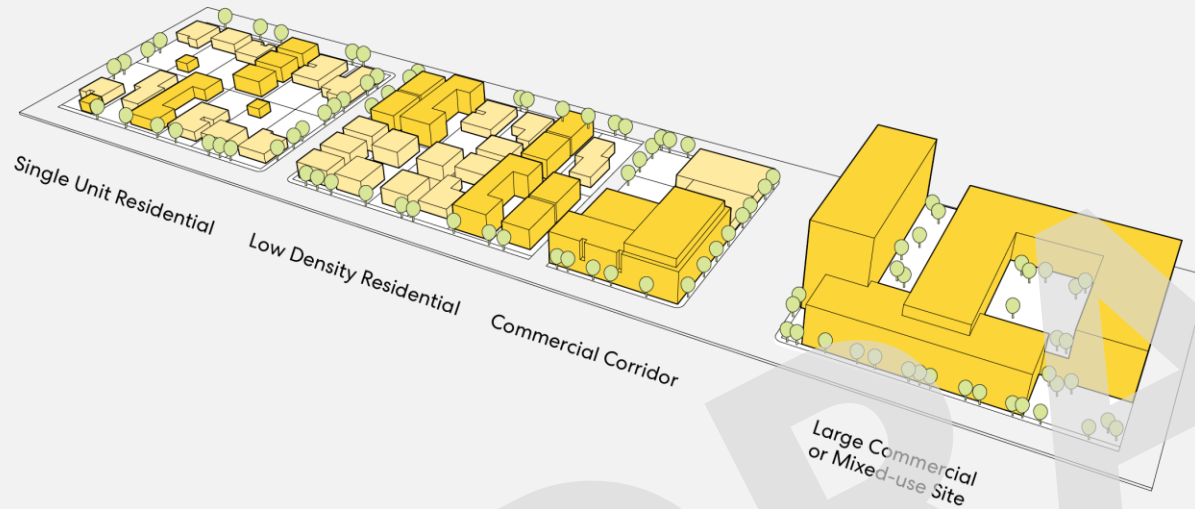 Single Unit Residential
Low Density Residential
Commercial Corridor
Large Commercial
or Mixed-use Site